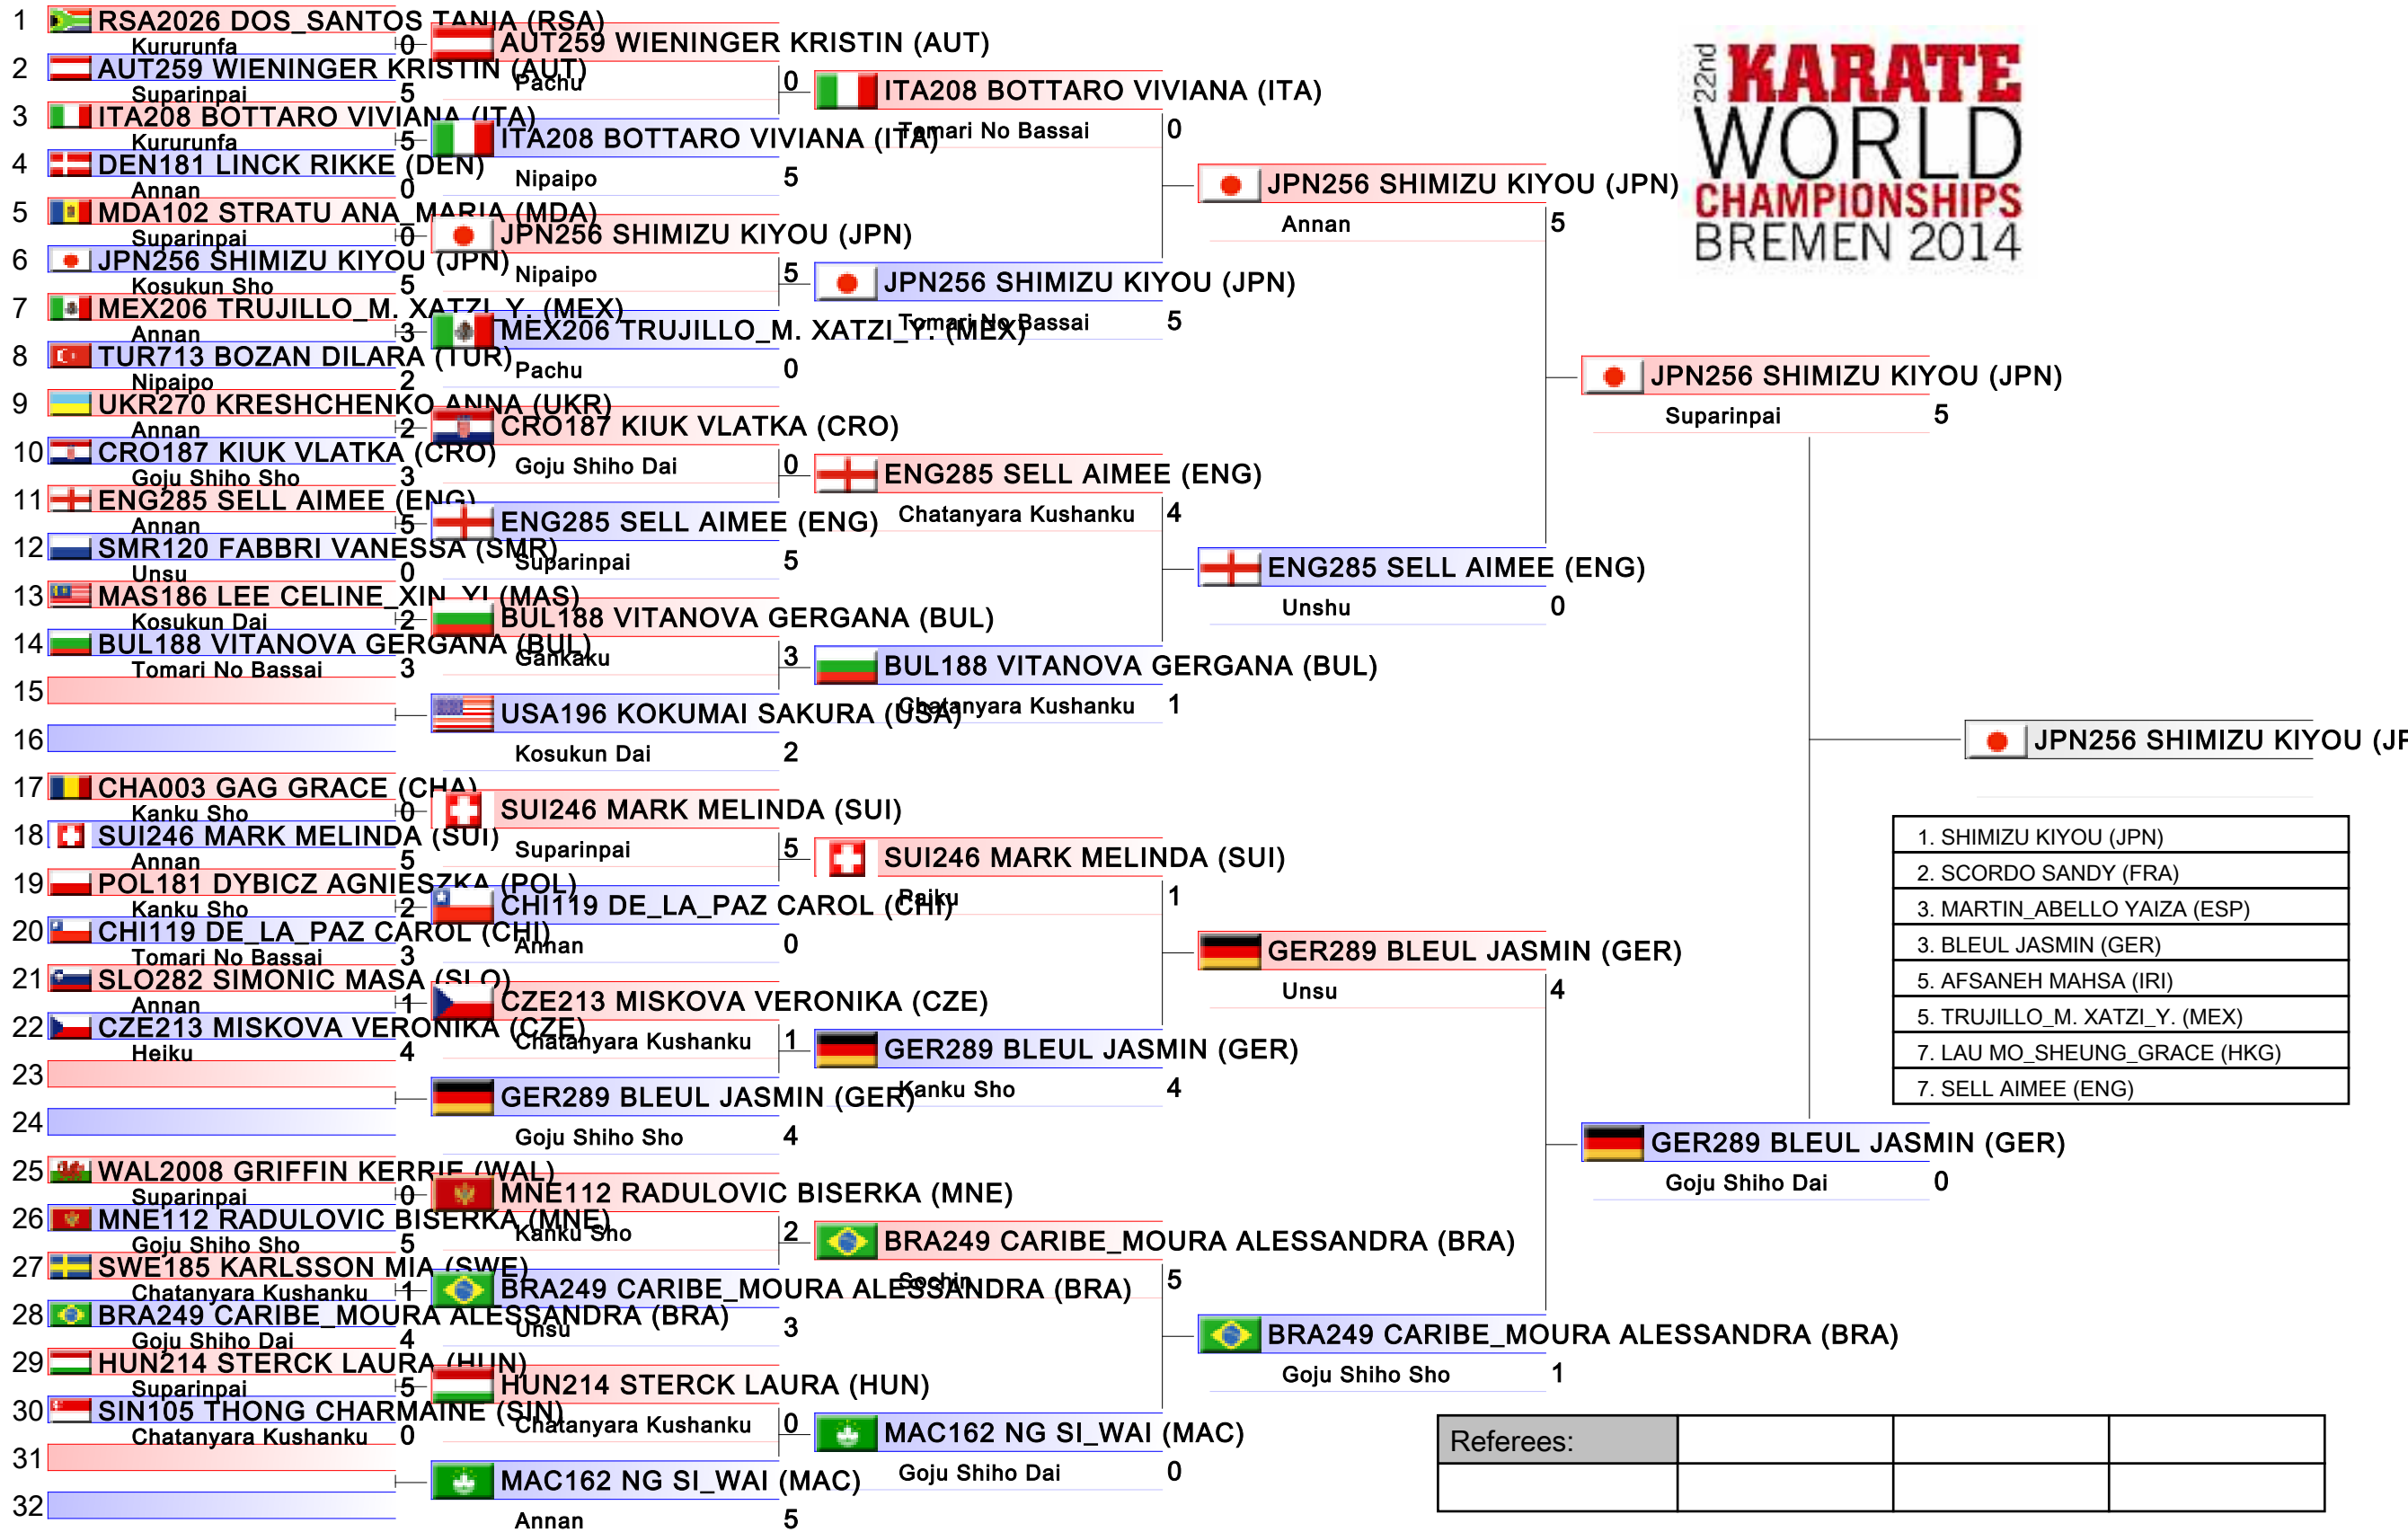 22nd KARATE
WORLD
CHAMPIONSHIPS
BREMEN 2014
1 RSA2026 DOS_SANTOS TANIA (RSA)
Kururunfa 0
2 AUT259 WIENINGER KRISTIN (AUT)
Suparinpai 5
3 ITA208 BOTTARO VIVIANA (ITA)
Kururunfa 5
4 DEN181 LINCK RIKKE (DEN)
Annan 0
5 MDA102 STRATU ANA_MARIA (MDA)
Suparinpai 0
6 JPN256 SHIMIZU KIYOU (JPN)
Kosukun Sho 5
7 MEX206 TRUJILLO_M. XATZI_Y. (MEX)
Annan 3
8 TUR713 BOZAN DILARA (TUR)
Nipaipo 2
9 UKR270 KRESHCHENKO ANNA (UKR)
Annan 2
10 CRO187 KIUK VLATKA (CRO)
Goju Shiho Sho 3
11 ENG285 SELL AIMEE (ENG)
Annan 5
12 SMR120 FABBRI VANESSA (SMR)
Unsu 0
13 MAS186 LEE CELINE_XIN_YI (MAS)
Kosukun Dai 2
14 BUL188 VITANOVA GERGANA (BUL)
Tomari No Bassai 3
15
16
17 CHA003 GAG GRACE (CHA)
Kanku Sho 0
18 SUI246 MARK MELINDA (SUI)
Annan 5
19 POL181 DYBICZ AGNIESZKA (POL)
Kanku Sho 2
20 CHI119 DE_LA_PAZ CAROL (CHI)
Tomari No Bassai 3
21 SLO282 SIMONIC MASA (SLO)
Annan 1
22 CZE213 MISKOVA VERONIKA (CZE)
Heiku 4
23
24
25 WAL2008 GRIFFIN KERRIE (WAL)
Suparinpai 0
26 MNE112 RADULOVIC BISERKA (MNE)
Goju Shiho Sho 5
27 SWE185 KARLSSON MIA (SWE)
Chatanyara Kushanku 1
28 BRA249 CARIBE_MOURA ALESSANDRA (BRA)
Goju Shiho Dai 4
29 HUN214 STERCK LAURA (HUN)
Suparinpai 5
30 SIN105 THONG CHARMAINE (SIN)
Chatanyara Kushanku 0
31
32
AUT259 WIENINGER KRISTIN (AUT)
Pachu 0
ITA208 BOTTARO VIVIANA (ITA)
Nipaipo 5
JPN256 SHIMIZU KIYOU (JPN)
Nipaipo 5
MEX206 TRUJILLO_M. XATZI_Y. (MEX)
Pachu 0
CRO187 KIUK VLATKA (CRO)
Goju Shiho Dai 0
ENG285 SELL AIMEE (ENG)
Suparinpai 5
BUL188 VITANOVA GERGANA (BUL)
Gankaku 3
USA196 KOKUMAI SAKURA (USA)
Kosukun Dai 2
SUI246 MARK MELINDA (SUI)
Suparinpai 5
CHI119 DE_LA_PAZ CAROL (CHI)
Annan 0
CZE213 MISKOVA VERONIKA (CZE)
Chatanyara Kushanku 1
GER289 BLEUL JASMIN (GER)
Goju Shiho Sho 4
MNE112 RADULOVIC BISERKA (MNE)
Kanku Sho 2
BRA249 CARIBE_MOURA ALESSANDRA (BRA)
Unsu 3
HUN214 STERCK LAURA (HUN)
Chatanyara Kushanku 0
MAC162 NG SI_WAI (MAC)
Annan 5
ITA208 BOTTARO VIVIANA (ITA)
Tomari No Bassai 0
JPN256 SHIMIZU KIYOU (JPN)
Tomari No Bassai 5
ENG285 SELL AIMEE (ENG)
Chatanyara Kushanku 4
BUL188 VITANOVA GERGANA (BUL)
Chatanyara Kushanku 1
SUI246 MARK MELINDA (SUI)
Paiku 1
GER289 BLEUL JASMIN (GER)
Kanku Sho 4
BRA249 CARIBE_MOURA ALESSANDRA (BRA)
Sochin 5
MAC162 NG SI_WAI (MAC)
Goju Shiho Dai 0
JPN256 SHIMIZU KIYOU (JPN)
Annan 5
ENG285 SELL AIMEE (ENG)
Unshu 0
GER289 BLEUL JASMIN (GER)
Unsu 4
BRA249 CARIBE_MOURA ALESSANDRA (BRA)
Goju Shiho Sho 1
JPN256 SHIMIZU KIYOU (JPN)
Suparinpai 5
GER289 BLEUL JASMIN (GER)
Goju Shiho Dai 0
JPN256 SHIMIZU KIYOU (JP
1. SHIMIZU KIYOU (JPN)
2. SCORDO SANDY (FRA)
3. MARTIN_ABELLO YAIZA (ESP)
3. BLEUL JASMIN (GER)
5. AFSANEH MAHSA (IRI)
5. TRUJILLO_M. XATZI_Y. (MEX)
7. LAU MO_SHEUNG_GRACE (HKG)
7. SELL AIMEE (ENG)
Referees: